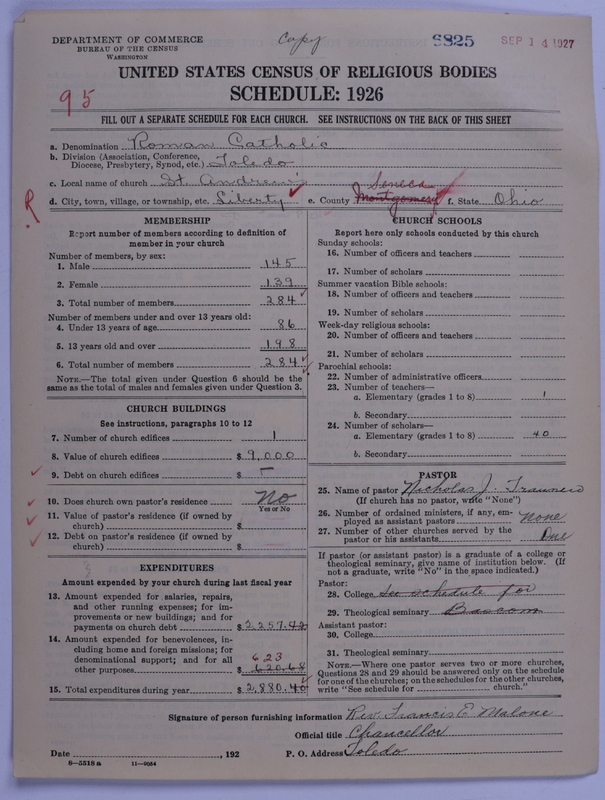 DEPARTMENT OF COMMERCE
BUREAU OF THE CENSUS
WASHINGTON
Copy
6825
SEP 14 1927
UNITED STATES CENSUS OF RELIGIOUS BODIES
SCHEDULE: 1926
95
FILL OUT A SEPARATE SCHEDULE FOR EACH CHURCH. SEE INSTRUCTIONS ON THE BACK OF THIS SHEET
a. Denomination Roman Catholic
b. Division (Association, Conference, Diocese, Presbytery, Synod, etc.) Toledo
c. Local name of church St. Andrew's
R
d. City, town, village, or township, etc. Liberty e. County Montgomery Seneca f. State Ohio
MEMBERSHIP
Report number of members according to definition of
member in your church
Number of members, by sex:
1. Male 145
2. Female 139
3. Total number of members 284
Number of members under and over 13 years old:
4. Under 13 years of age 86
5. 13 years old and over 198
6. Total number of members 284
NOTE.—The total given under Question 6 should be the
same as the total of males and females given under Question 3.
CHURCH BUILDINGS
See instructions, paragraphs 10 to 12
7. Number of church edifices 1
8. Value of church edifices $ 9,000
9. Debt on church edifices $ —
10. Does church own pastor's residence No
Yes or No
11. Value of pastor's residence (if owned by
church) $
12. Debt on pastor's residence (if owned by
church) $
EXPENDITURES
Amount expended by your church during last fiscal year
13. Amount expended for salaries, repairs,
and other running expenses; for im-
provements or new buildings; and for
payments on church debt $ 2257.42
14. Amount expended for benevolences, in-
cluding home and foreign missions; for
denominational support; and for all
other purposes $ 620.68
623
15. Total expenditures during year $ 2,880.40
CHURCH SCHOOLS
Report here only schools conducted by this church
Sunday schools:
16. Number of officers and teachers
17. Number of scholars
Summer vacation Bible schools:
18. Number of officers and teachers
19. Number of scholars
Week-day religious schools:
20. Number of officers and teachers
21. Number of scholars
Parochial schools:
22. Number of administrative officers
23. Number of teachers—
a. Elementary (grades 1 to 8) 1
b. Secondary
24. Number of scholars—
a. Elementary (grades 1 to 8) 40
b. Secondary
PASTOR
25. Name of pastor Nicholas J.
(If church has no pastor, write "None")
26. Number of ordained ministers, if any, em-
ployed as assistant pastors None
27. Number of other churches served by the
pastor or his assistants One
If pastor (or assistant pastor) is a graduate of a college or
theological seminary, give name of institution below. (If
not a graduate, write "No" in the space indicated.)
Pastor:
28. College See schedule for
29. Theological seminary Bascom
Assistant pastor:
30. College
31. Theological seminary
NOTE.—Where one pastor serves two or more churches,
Questions 28 and 29 should be answered only on the schedule
for one of the churches; on the schedules for the other churches,
write "See schedule for ........ church."
Signature of person furnishing information Rev. Francis E. Malone
Official title Chancellor
Date , 192 P. O. Address Toledo
8—5518a 11—9054